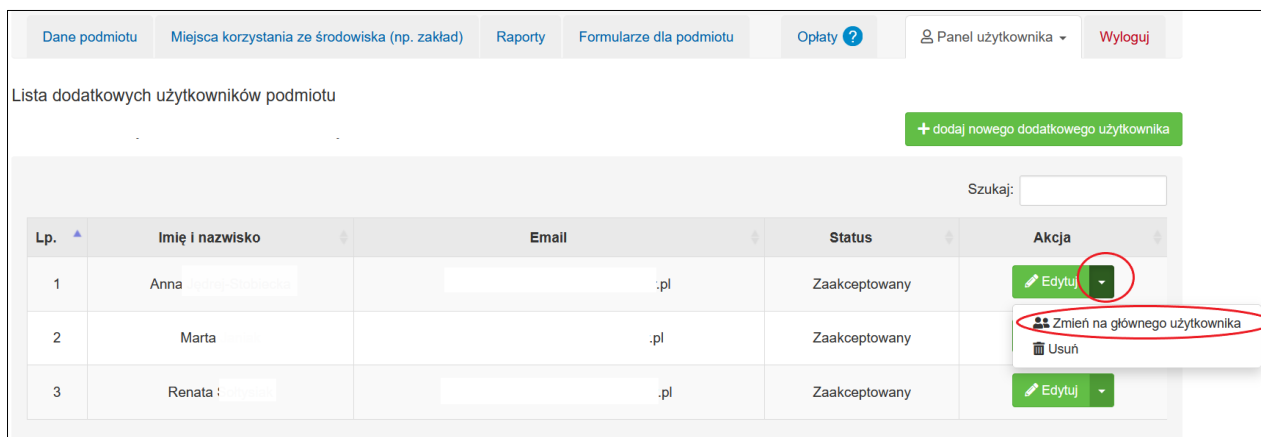 Dane podmiotu Miejsca korzystania ze środowiska (np. zakład) Raporty Formularze dla podmiotu Opłaty ? Panel użytkownika Wyloguj
Lista dodatkowych użytkowników podmiotu
+ dodaj nowego dodatkowego użytkownika
Szukaj:
Lp. Imię i nazwisko Email Status Akcja
1 Anna .pl Zaakceptowany Edytuj
Zmień na głównego użytkownika
2 Marta .pl Zaakceptowany
Usuń
3 Renata .pl Zaakceptowany Edytuj